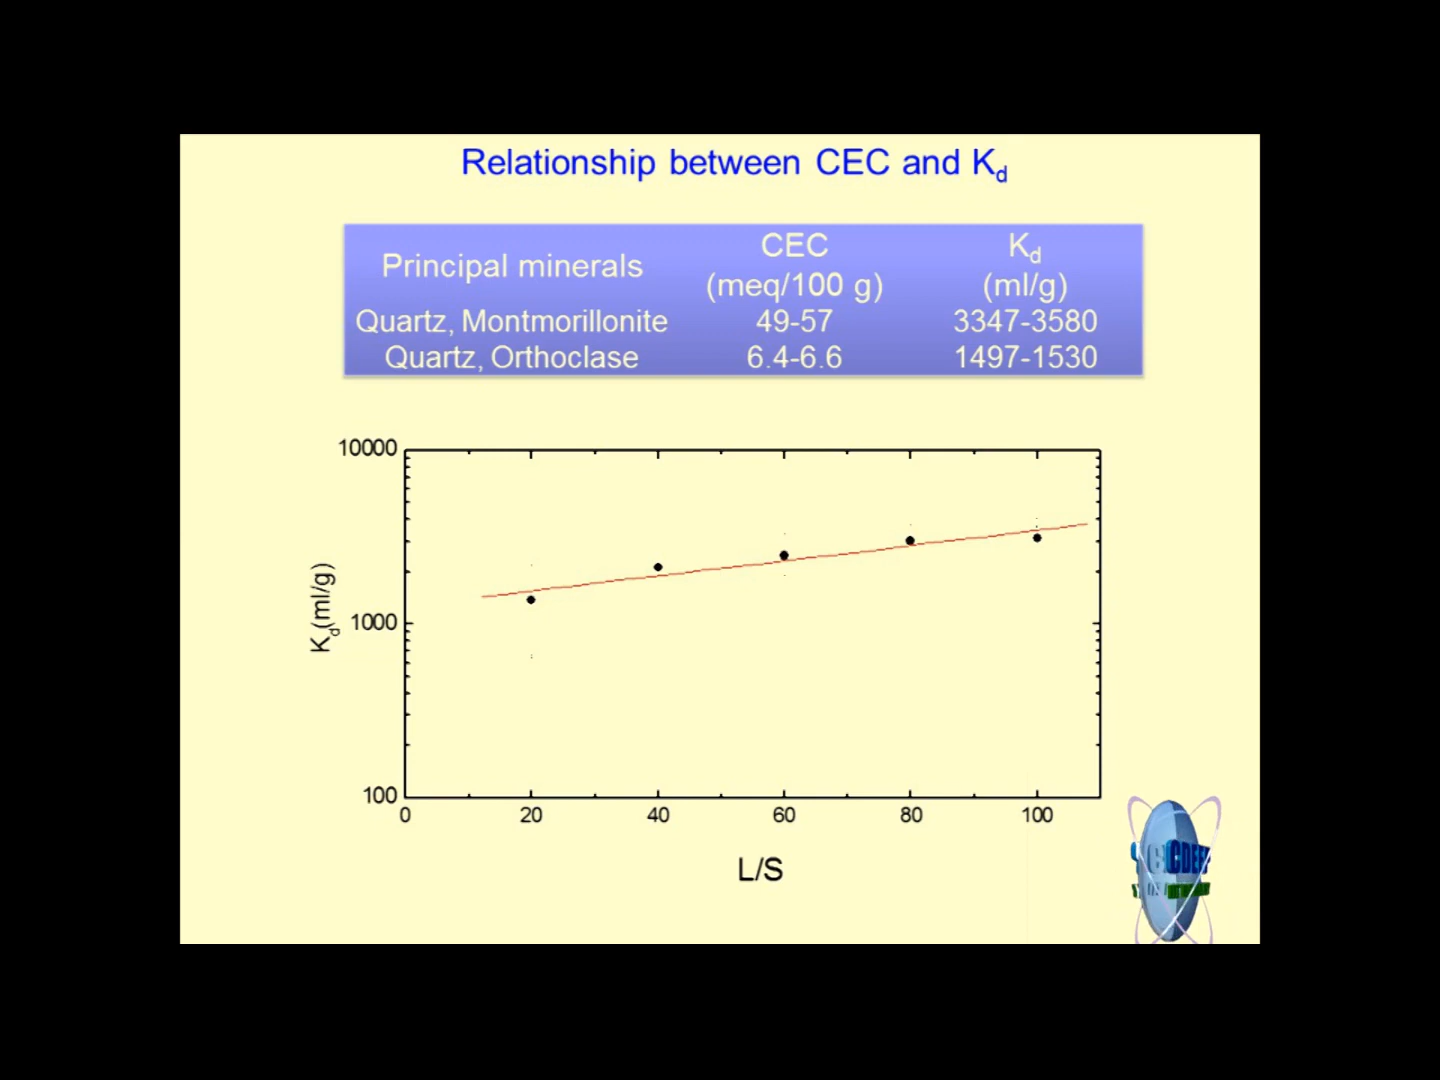 Relationship between CEC and Kd
Principal minerals
CEC
(meq/100 g)
Kd
(ml/g)
Quartz, Montmorillonite 49-57 3347-3580
Quartz, Orthoclase 6.4-6.6 1497-1530
10000
1000
100
Kd(ml/g)
0 20 40 60 80 100
L/S